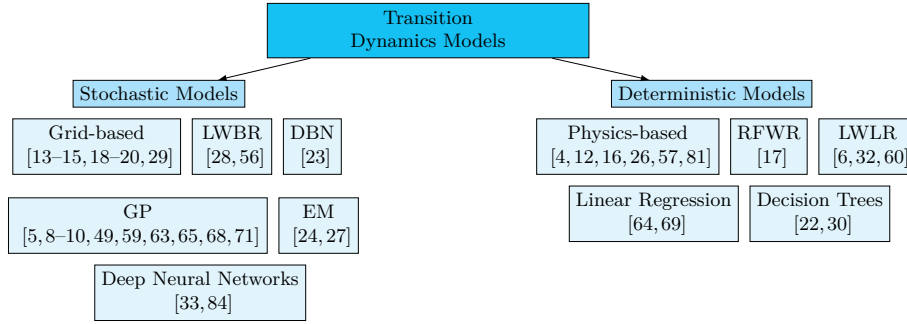 Transition
Dynamics Models
Stochastic Models
Deterministic Models
Grid-based
[13–15, 18–20, 29]
LWBR
[28, 56]
DBN
[23]
Physics-based
[4, 12, 16, 26, 57, 81]
RFWR
[17]
LWLR
[6, 32, 60]
GP
[5, 8–10, 49, 59, 63, 65, 68, 71]
EM
[24, 27]
Linear Regression
[64, 69]
Decision Trees
[22, 30]
Deep Neural Networks
[33, 84]